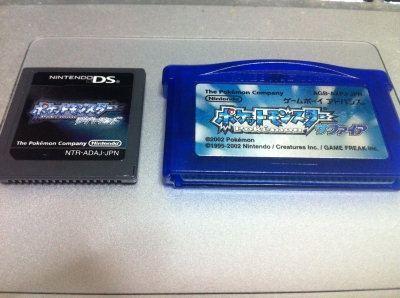 NINTENDO DS
ポケットモンスター
The Pokémon Company Nintendo
NTR-ADAJ-JPN
The Pokémon Company AGB-AXPJ-JPN
Nintendo ゲームボーイ アドバンス
ポケットモンスター
サファイア
©2002 Pokémon
©1995-2002 Nintendo / Creatures Inc. / GAME FREAK inc.